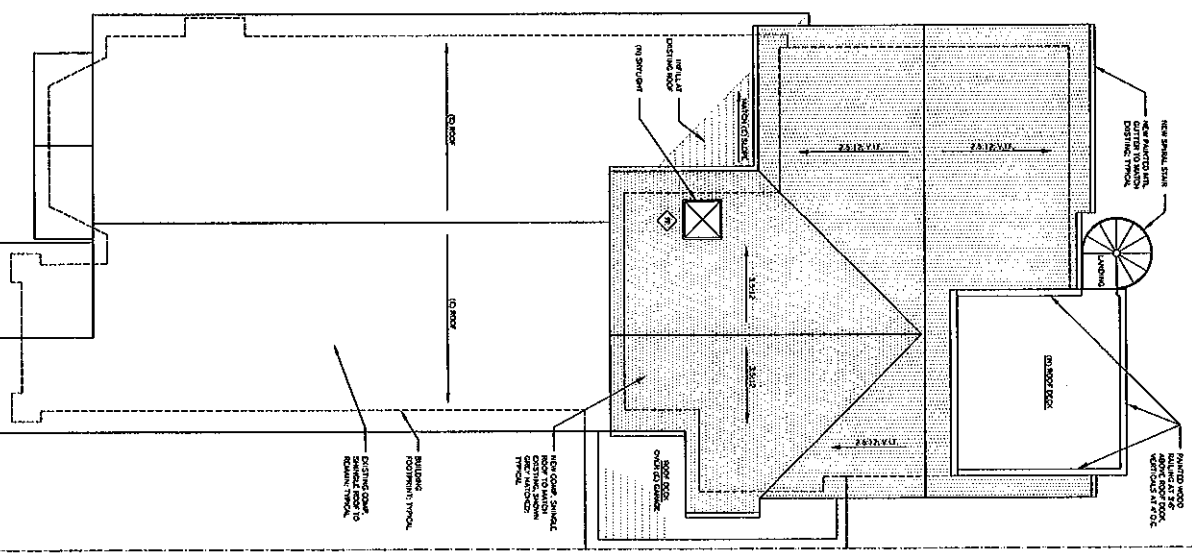 NEW SPIRAL STAIR
NEW PAINTED MTL.
GUTTER TO MATCH
EXISTING; TYPICAL
LANDING
PAINTED WOOD
RAILING AT 3'6"
ABOVE ROOF DECK,
VERTICALS AT 4" O.C.
(N) ROOF DECK
2.5:12; V.I.F.
2.5:12; V.I.F.
2.5:12; V.I.F.
INFILL AT
EXISTING ROOF
(N) SKYLIGHT
MATCH (E) SLOPE
3.5:12
3.5:12
(E) ROOF
(E) ROOF
ROOF DECK
OVER (E) GARAGE
NEW COMP. SHINGLE
ROOF TO MATCH
EXISTING, SHOWN
GREY HATCHED;
TYPICAL
BUILDING
FOOTPRINT; TYPICAL
EXISTING COMP.
SHINGLE ROOF TO
REMAIN; TYPICAL